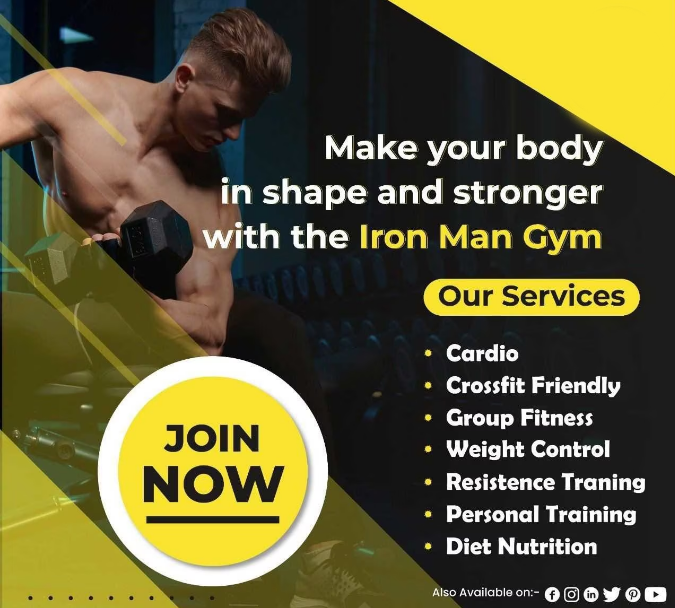 Make your body
in shape and stronger
with the Iron Man Gym
Our Services
• Cardio
• Crossfit Friendly
• Group Fitness
• Weight Control
• Resistence Traning
• Personal Training
• Diet Nutrition
JOIN
NOW
Also Available on:-